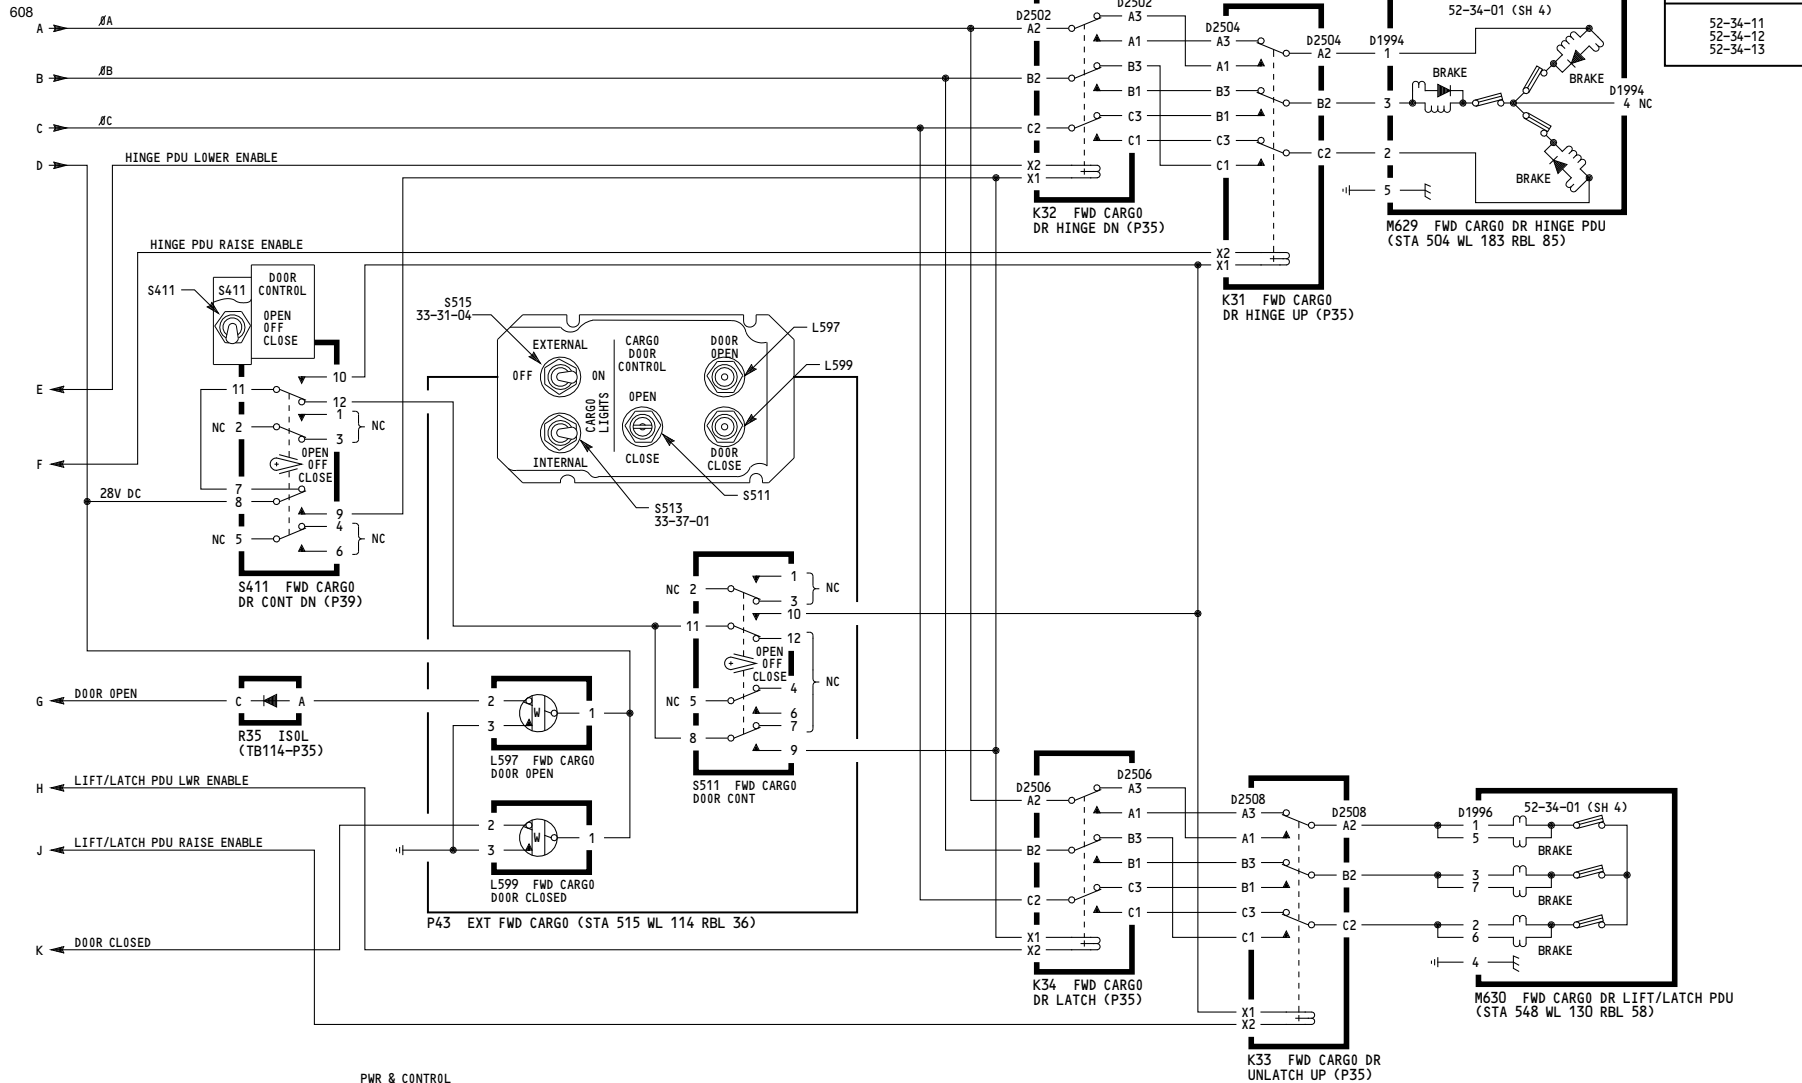 608
A
ØA
B
ØB
C
ØC
D
HINGE PDU LOWER ENABLE
HINGE PDU RAISE ENABLE
D2502
D2502
A2
A3
A1
B2
B3
B1
C2
C3
C1
X2
X1
K32 FWD CARGO
DR HINGE DN (P35)
D2504
D2504
A3
A2
A1
B3
B2
B1
C3
C2
C1
X2
X1
K31 FWD CARGO
DR HINGE UP (P35)
52-34-01 (SH 4)
D1994
1
BRAKE
BRAKE
D1994
3
4 NC
2
BRAKE
5
M629 FWD CARGO DR HINGE PDU
(STA 504 WL 183 RBL 85)
52-34-11
52-34-12
52-34-13
S411
S411
DOOR
CONTROL
OPEN
OFF
CLOSE
E
F
11
10
12
NC 2
1
3
NC
OPEN
OFF
CLOSE
7
28V DC
8
9
NC 5
4
6
NC
S411 FWD CARGO
DR CONT DN (P39)
S515
33-31-04
EXTERNAL
OFF
ON
CARGO
LIGHTS
INTERNAL
CARGO
DOOR
CONTROL
OPEN
CLOSE
DOOR
OPEN
DOOR
CLOSE
L597
L599
S511
S513
33-37-01
NC 2
1
3
NC
10
11
12
OPEN
OFF
CLOSE
NC
NC 5
4
6
7
8
9
S511 FWD CARGO
DOOR CONT
G
DOOR OPEN
C
A
R35 ISOL
(TB114-P35)
2
W
1
3
L597 FWD CARGO
DOOR OPEN
H
LIFT/LATCH PDU LWR ENABLE
2
W
1
3
L599 FWD CARGO
DOOR CLOSED
J
LIFT/LATCH PDU RAISE ENABLE
P43 EXT FWD CARGO (STA 515 WL 114 RBL 36)
K
DOOR CLOSED
D2506
D2506
A2
A3
A1
B2
B3
B1
C2
C3
C1
X1
X2
K34 FWD CARGO
DR LATCH (P35)
D2508
D2508
A3
A2
A1
B3
B2
B1
C3
C2
C1
X1
X2
K33 FWD CARGO DR
UNLATCH UP (P35)
D1996
52-34-01 (SH 4)
1
5
BRAKE
3
7
BRAKE
2
6
BRAKE
4
M630 FWD CARGO DR LIFT/LATCH PDU
(STA 548 WL 130 RBL 58)
PWR & CONTROL